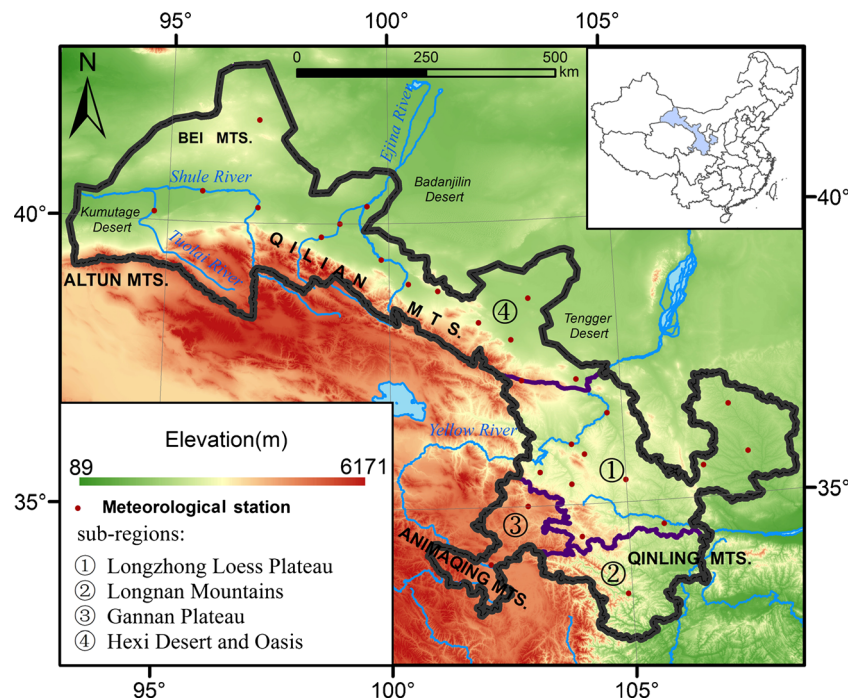 95°
100°
105°
N
0
250
500
km
BEI MTS.
Ejina River
Shule River
Badanjilin
Desert
40°
40°
Kumutage
Desert
Tuolai River
QILIAN MTS.
ALTUN MTS.
④
Tengger
Desert
Elevation(m)
89
6171
Meteorological station
sub-regions:
① Longzhong Loess Plateau
② Longnan Mountains
③ Gannan Plateau
④ Hexi Desert and Oasis
Yellow River
①
35°
35°
③
ANIMAQING MTS.
QINLING MTS.
②
95°
100°
105°